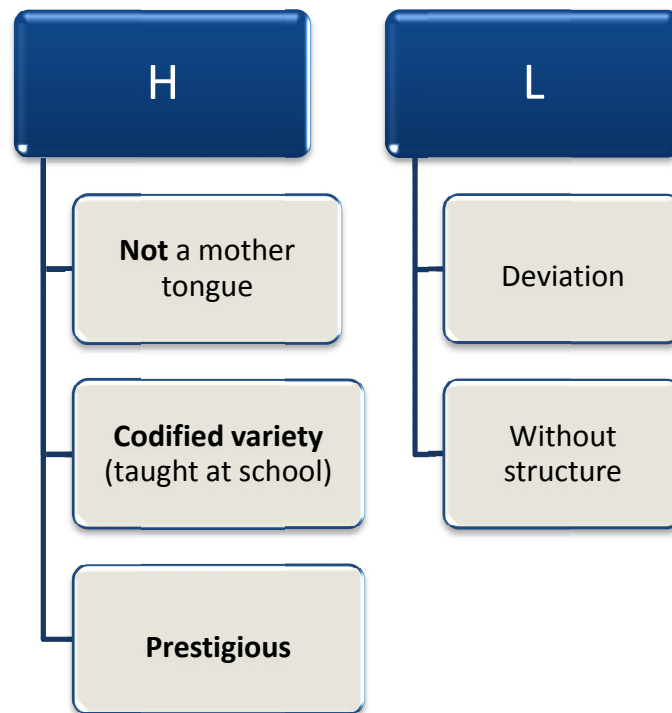 H
Not a mother
tongue
Codified variety
(taught at school)
Prestigious
L
Deviation
Without
structure